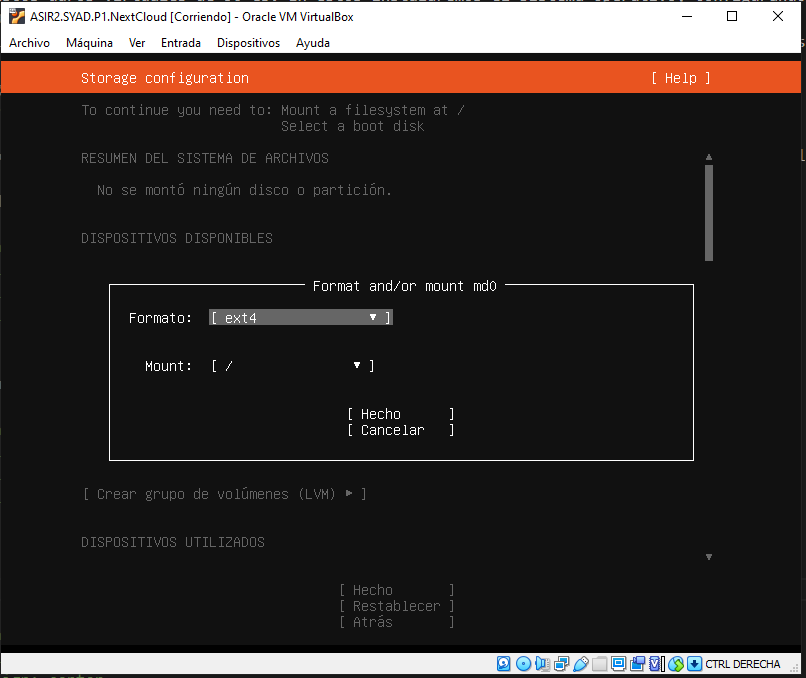 ASIR2.SYAD.P1.NextCloud [Corriendo] - Oracle VM VirtualBox
Archivo Máquina Ver Entrada Dispositivos Ayuda
Storage configuration [ Help ]
To continue you need to: Mount a filesystem at /
Select a boot disk
RESUMEN DEL SISTEMA DE ARCHIVOS
No se montó ningún disco o partición.
DISPOSITIVOS DISPONIBLES
Format and/or mount md0
Formato: [ ext4 ▼ ]
Mount: [ / ▼ ]
[ Hecho ]
[ Cancelar ]
[ Crear grupo de volúmenes (LVM) ▶ ]
DISPOSITIVOS UTILIZADOS
[ Hecho ]
[ Restablecer ]
[ Atrás ]
CTRL DERECHA